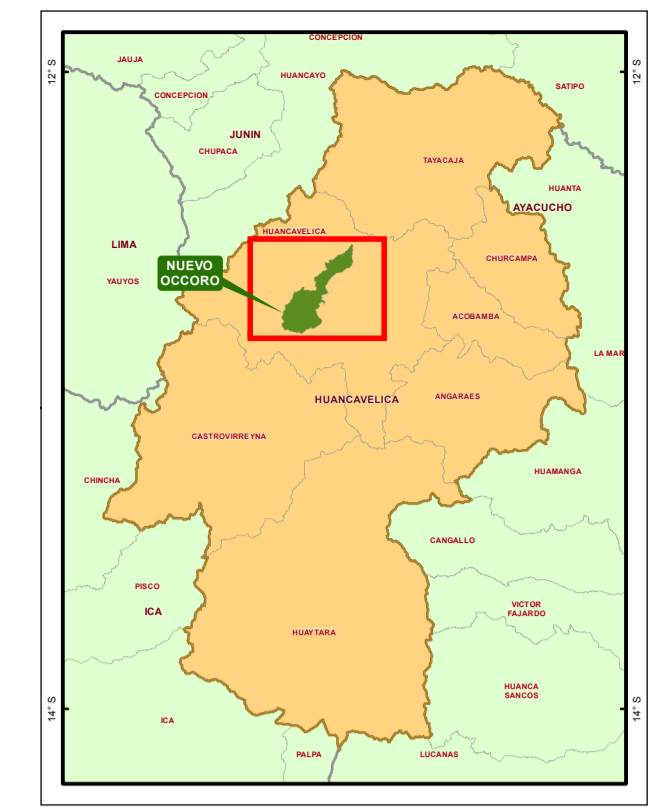 CONCEPCION
JAUJA
12° S
HUANCAYO
12° S
SATIPO
CONCEPCION
JUNIN
CHUPACA
TAYACAJA
HUANTA
AYACUCHO
HUANCAVELICA
LIMA
CHURCAMPA
NUEVO
OCCORO
YAUYOS
ACOBAMBA
LA MAR
ANGARAES
HUANCAVELICA
CASTROVIRREYNA
HUAMANGA
CHINCHA
CANGALLO
PISCO
ICA
VICTOR
FAJARDO
HUAYTARA
HUANCA
SANCOS
14° S
14° S
ICA
PALPA
LUCANAS